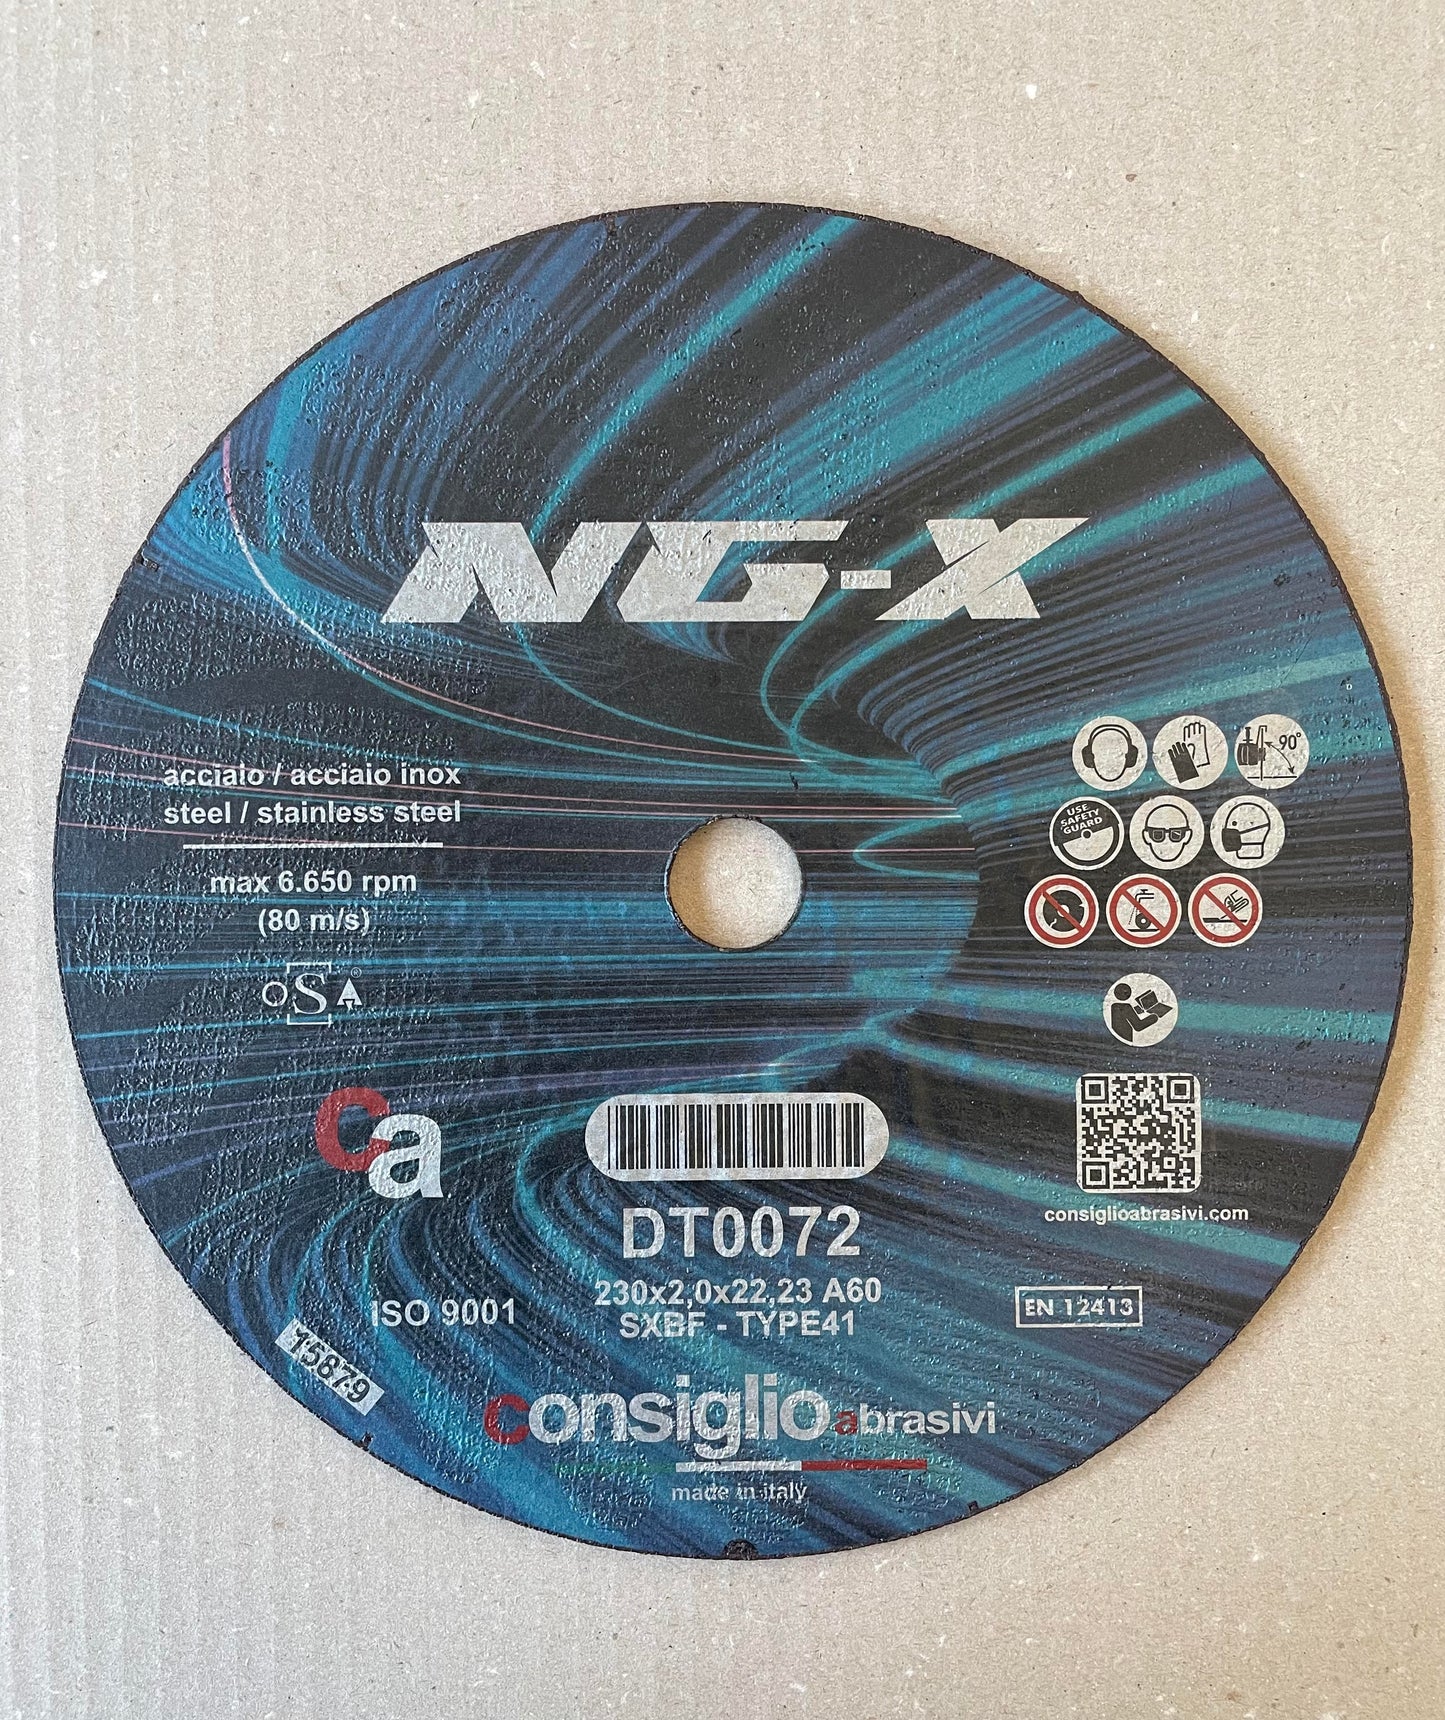 NG-X
acciaio / acciaio inox
steel / stainless steel
max 6.650 rpm
(80 m/s)
oSA®
90°
USE
SAFETY
GUARD
ca
consiglioabrasivi.com
DT0072
230x2,0x22,23 A60
SXBF - TYPE41
ISO 9001
EN 12413
15879
consiglio abrasivi
made in italy